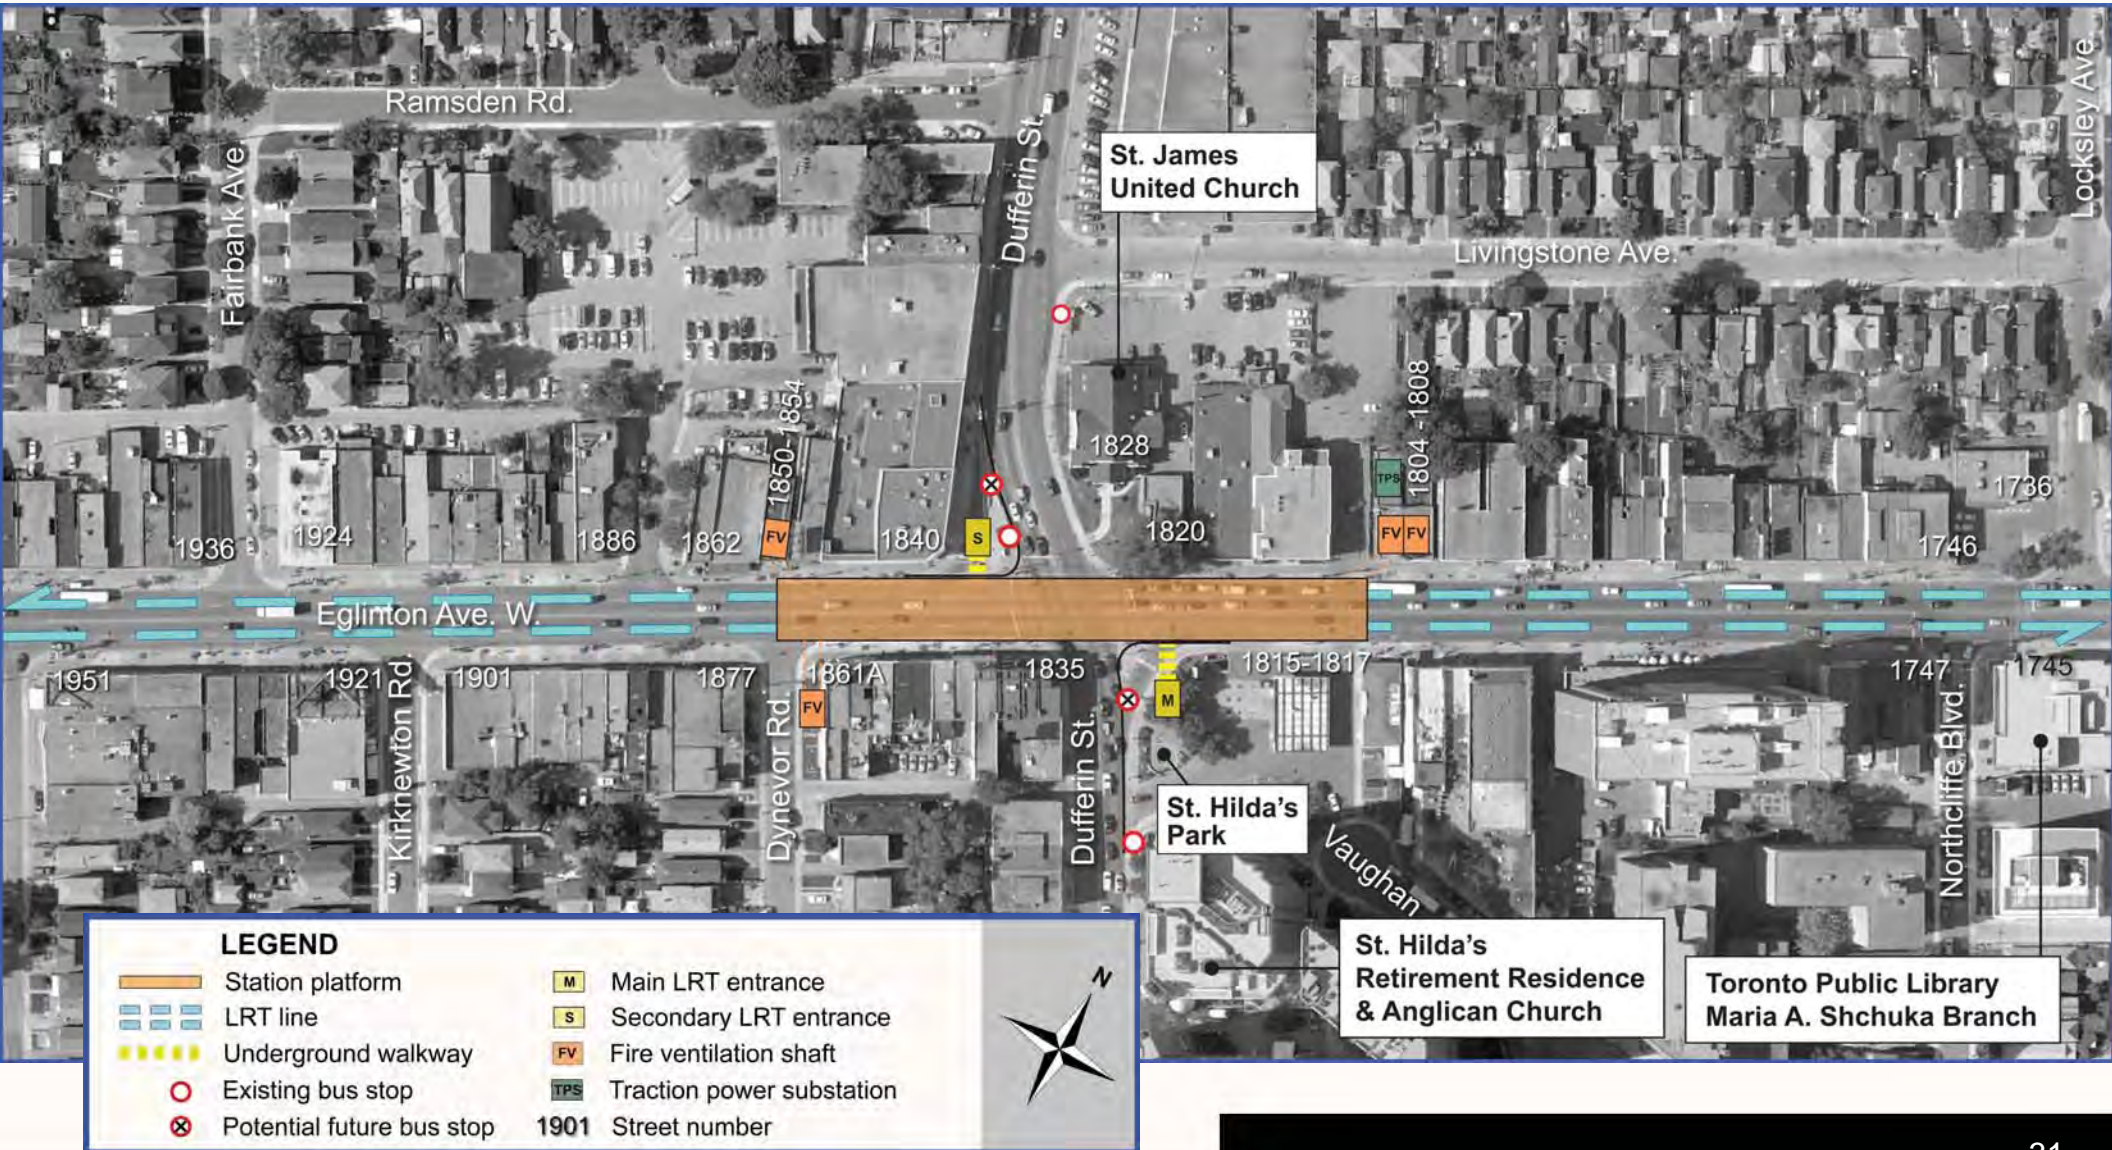 Ramsden Rd.
Fairbank Ave.
Dufferin St.
St. James
United Church
Locksley Ave.
Livingstone Ave.
1850-1854
1804 -1808
1828
TPS
1936
1924
1886
1862
FV
1840
S
1820
FV
FV
1736
1746
Eglinton Ave. W.
1951
1921
Kirknewton Rd.
1901
1877
Dynevor Rd.
1861A
FV
1835
Dufferin St.
M
1815-1817
1747
Northcliffe Blvd.
1745
St. Hilda's
Park
Vaughan
St. Hilda's
Retirement Residence
& Anglican Church
Toronto Public Library
Maria A. Shchuka Branch
LEGEND
Station platform
LRT line
Underground walkway
Existing bus stop
Potential future bus stop
M Main LRT entrance
S Secondary LRT entrance
FV Fire ventilation shaft
TPS Traction power substation
1901 Street number
N